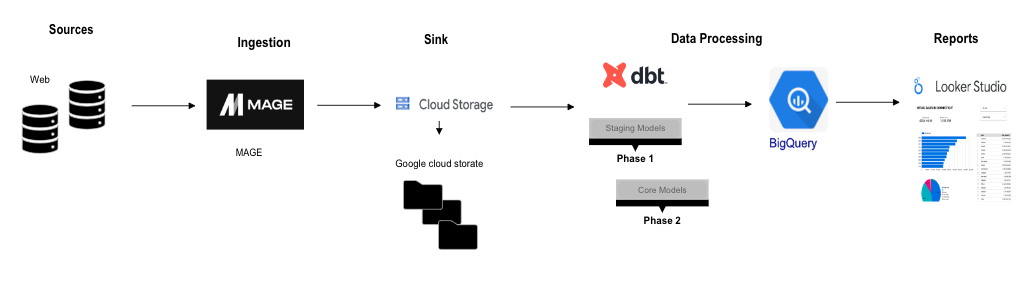 Sources
Ingestion
Sink
Data Processing
Reports
Web
MAGE
MAGE
Cloud Storage
Google cloud storate
dbt
Staging Models
Phase 1
Core Models
Phase 2
BigQuery
Looker Studio